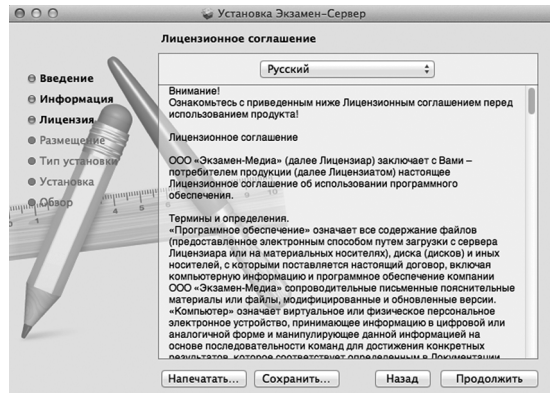 Установка Экзамен-Сервер
Лицензионное соглашение
Введение
Информация
Лицензия
Размещение
Тип установки
Установка
Обзор
Русский
Внимание!
Ознакомьтесь с приведенным ниже Лицензионным соглашением перед
использованием продукта!
Лицензионное соглашение
ООО «Экзамен-Медиа» (далее Лицензиар) заключает с Вами –
потребителем продукции (далее Лицензиатом) настоящее
Лицензионное соглашение об использовании программного
обеспечения.
Термины и определения.
«Программное обеспечение» означает все содержание файлов
(предоставленное электронным способом путем загрузки с сервера
Лицензиара или на материальных носителях), диска (дисков) и иных
носителей, с которыми поставляется настоящий договор, включая
компьютерную информацию и программное обеспечение компании
ООО «Экзамен-Медиа» сопроводительные письменные пояснительные
материалы или файлы, модифицированные и обновленные версии.
«Компьютер» означает виртуальное или физическое персональное
электронное устройство, принимающее информацию в цифровой или
аналогичной форме и манипулирующее данной информацией на
основе последовательности команд для достижения конкретных
результатов, которое соответствует определенным в Документации
Напечатать...
Сохранить...
Назад
Продолжить